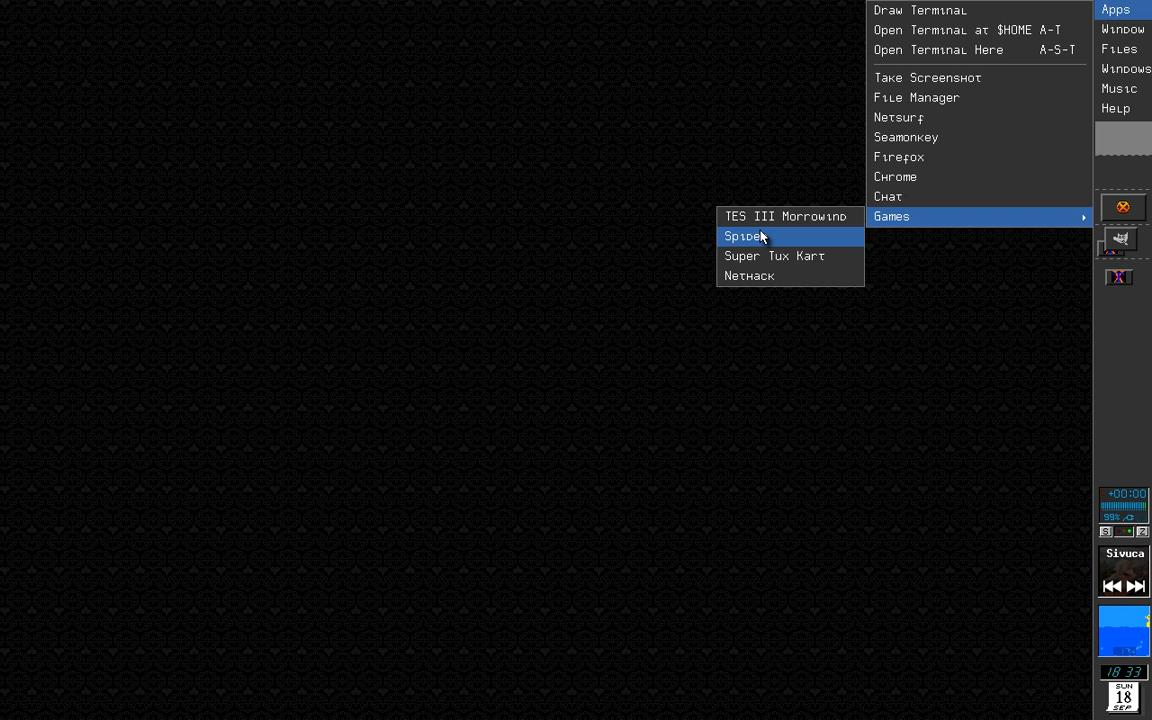 Draw Terminal
Open Terminal at $HOME A-T
Open Terminal Here A-S-T
Take Screenshot
File Manager
Netsurf
Seamonkey
Firefox
Chrome
Chat
Games
TES III Morrowind
Super Tux Kart
Nethack
Apps
Window
Files
Windows
Music
Help
+00:00
99%
S Z
Sivuca
18 33
SUN
18
SEP